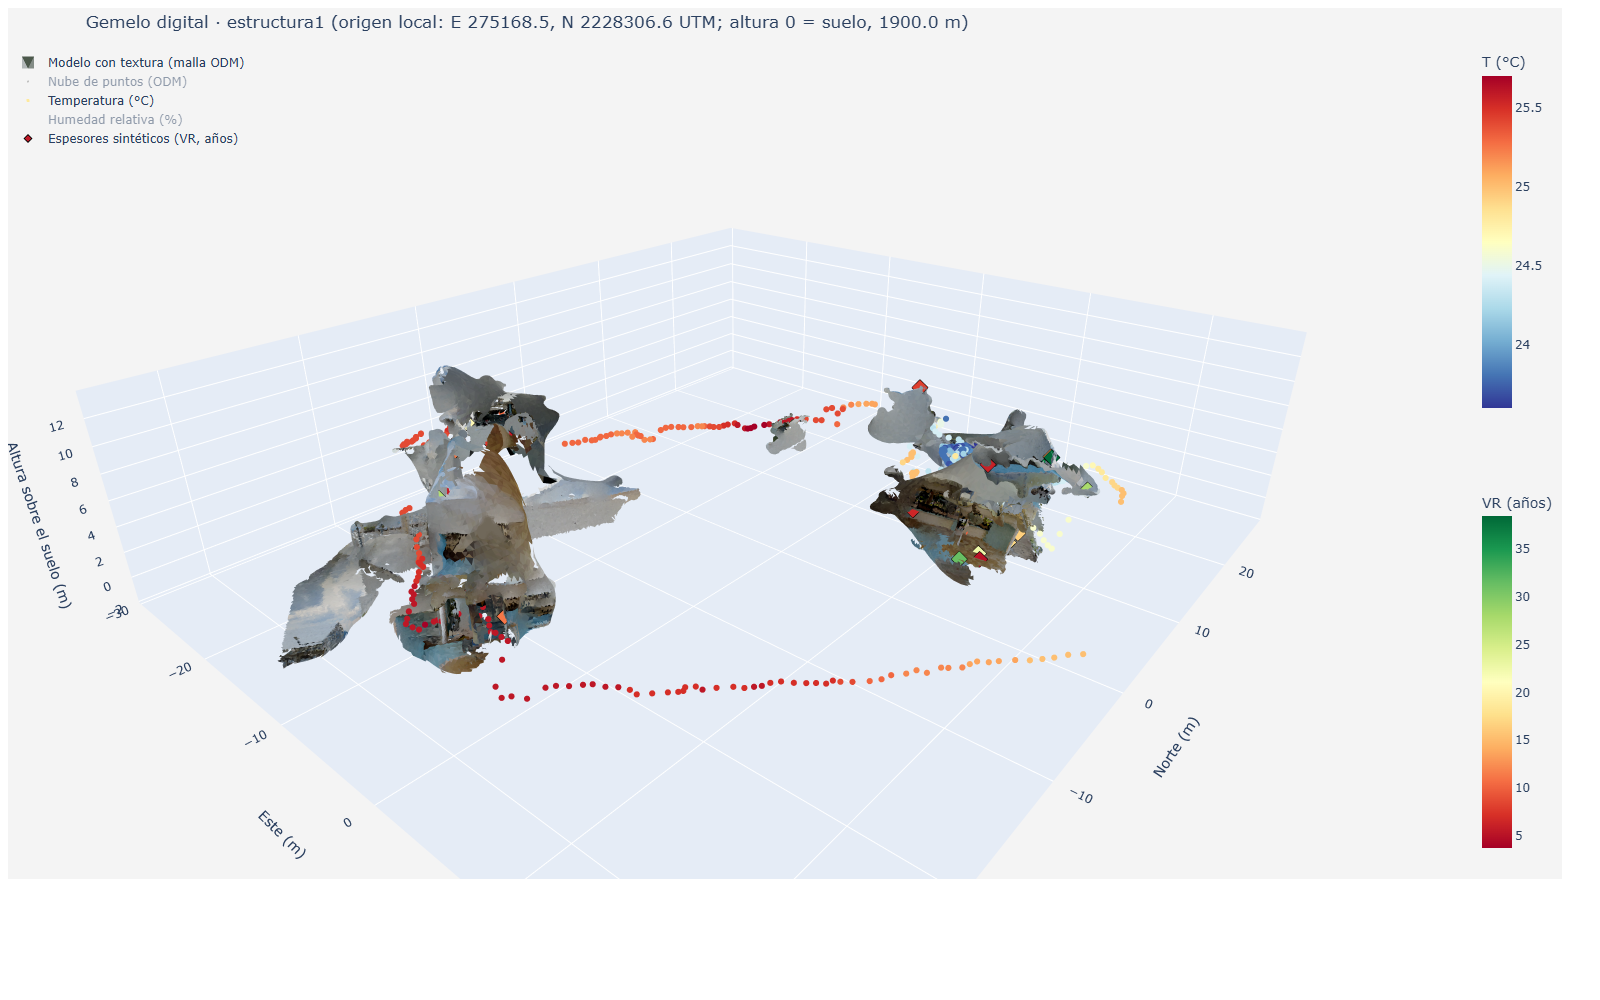 Gemelo digital · estructura1 (origen local: E 275168.5, N 2228306.6 UTM; altura 0 = suelo, 1900.0 m)
Modelo con textura (malla ODM)
Nube de puntos (ODM)
Temperatura (°C)
Humedad relativa (%)
Espesores sintéticos (VR, años)
T (°C)
25.5
25
24.5
24
VR (años)
35
30
25
20
15
10
5
12
10
8
6
4
2
0
Altura sobre el suelo (m)
−30
−20
−10
0
Este (m)
20
10
0
−10
Norte (m)